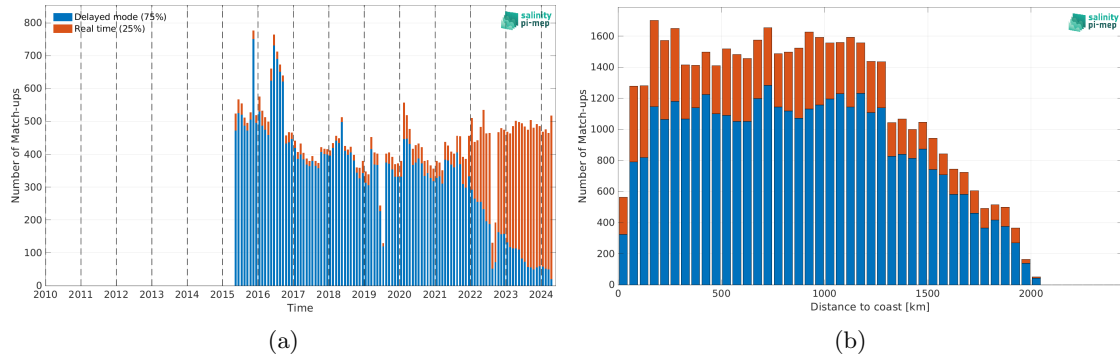 Delayed mode (75%)
Real time (25%)
salinity
pi-mep
Number of Match-ups
800
700
600
500
400
300
200
100
0
2010 2011 2012 2013 2014 2015 2016 2017 2018 2019 2020 2021 2022 2023 2024
Time
(a)
salinity
pi-mep
Number of Match-ups
1600
1400
1200
1000
800
600
400
200
0
0 500 1000 1500 2000
Distance to coast [km]
(b)